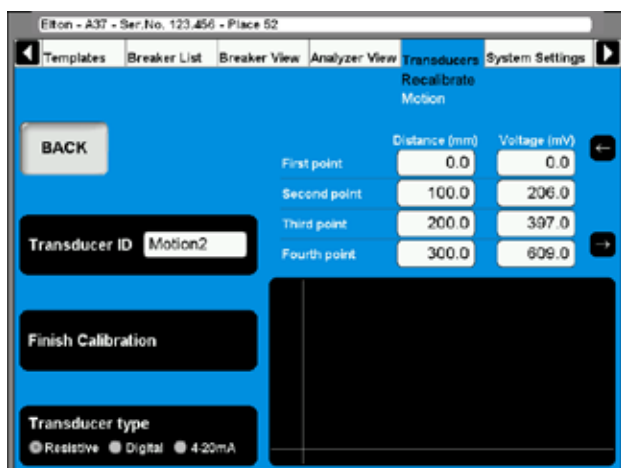 Elton - A37 - Ser.No. 123.456 - Place 52
Templates Breaker List Breaker View Analyzer View Transducers System Settings
Recalibrate
Motion
BACK
Distance (mm) Voltage (mV)
First point 0.0 0.0
Second point 100.0 206.0
Third point 200.0 397.0
Fourth point 300.0 609.0
Transducer ID Motion2
Finish Calibration
Transducer type
Resistive Digital 4-20mA